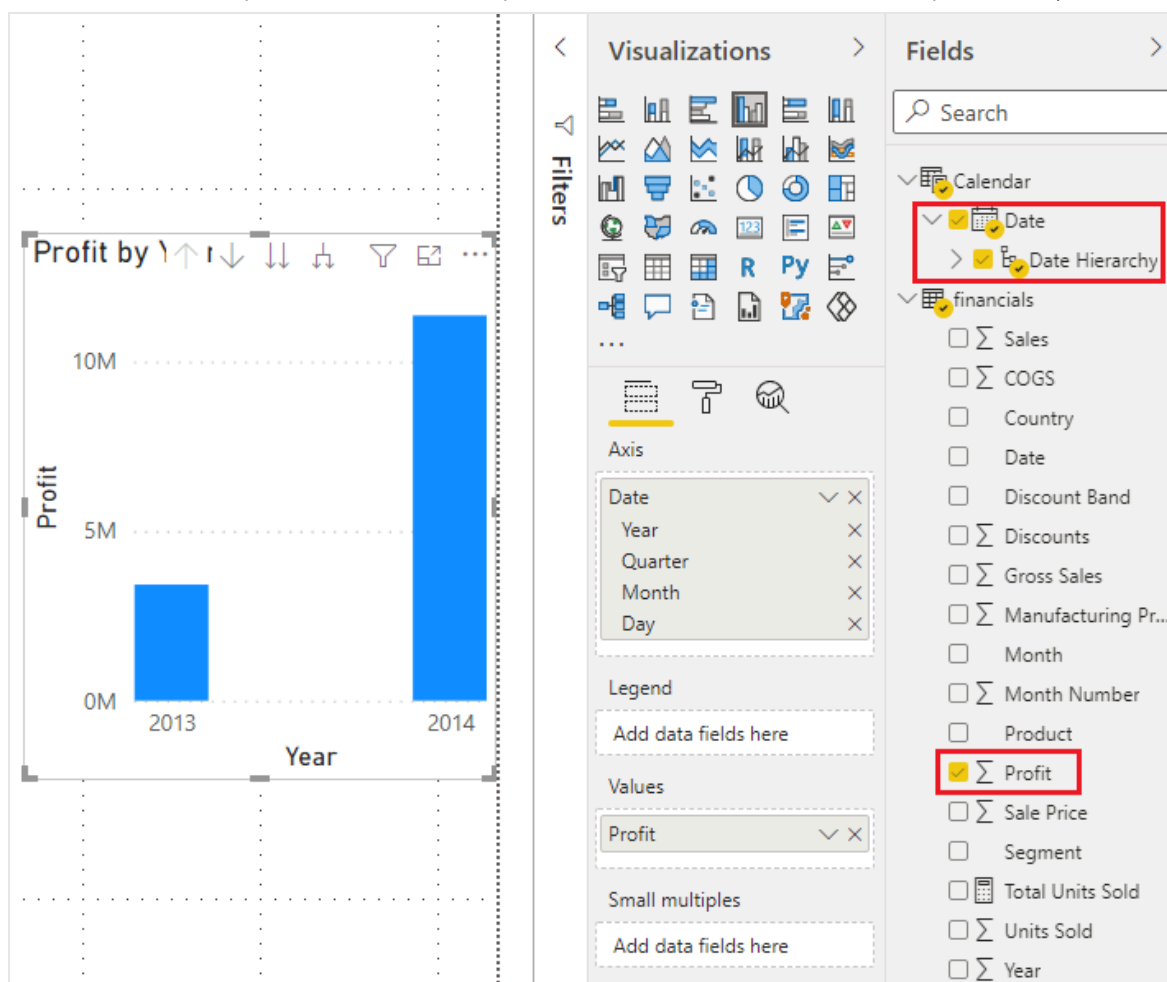 Profit by Y r
10M
5M
0M
Profit
2013
2014
Year
Filters
Visualizations
123
R
Py
...
Axis
Date
Year
Quarter
Month
Day
Legend
Add data fields here
Values
Profit
Small multiples
Add data fields here
Fields
Search
Calendar
Date
Date Hierarchy
financials
Sales
COGS
Country
Date
Discount Band
Discounts
Gross Sales
Manufacturing Pr...
Month
Month Number
Product
Profit
Sale Price
Segment
Total Units Sold
Units Sold
Year